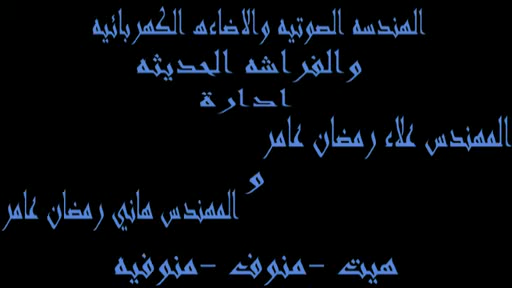 الهندسه الصوتيه والاضاءه الكهربائيه
والفراشه الحديثه
ادارة
المهندس علاء رمضان عامر
و
المهندس هاني رمضان عامر
هيت -منوف -منوفيه